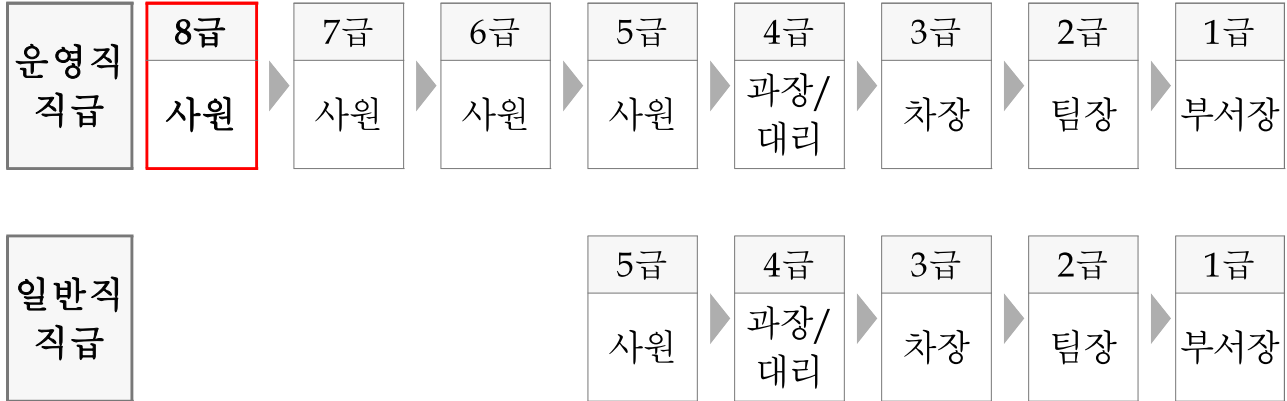 운영직
직급
8급
사원
7급
사원
6급
사원
5급
사원
4급
과장/
대리
3급
차장
2급
팀장
1급
부서장
일반직
직급
5급
사원
4급
과장/
대리
3급
차장
2급
팀장
1급
부서장